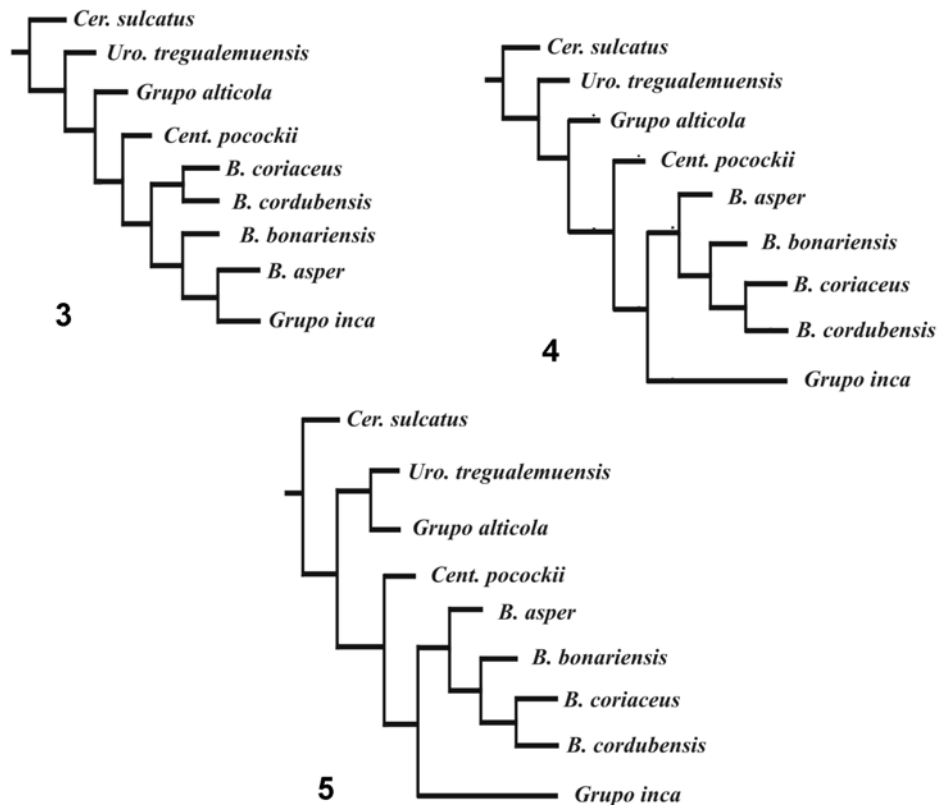 Cer. sulcatus
Uro. tregualemuensis
Grupo alticola
Cent. pocockii
B. coriaceus
B. cordubensis
B. bonariensis
B. asper
Grupo inca
3
Cer. sulcatus
Uro. tregualemuensis
Grupo alticola
Cent. pocockii
B. asper
B. bonariensis
B. coriaceus
B. cordubensis
Grupo inca
4
Cer. sulcatus
Uro. tregualemuensis
Grupo alticola
Cent. pocockii
B. asper
B. bonariensis
B. coriaceus
B. cordubensis
Grupo inca
5